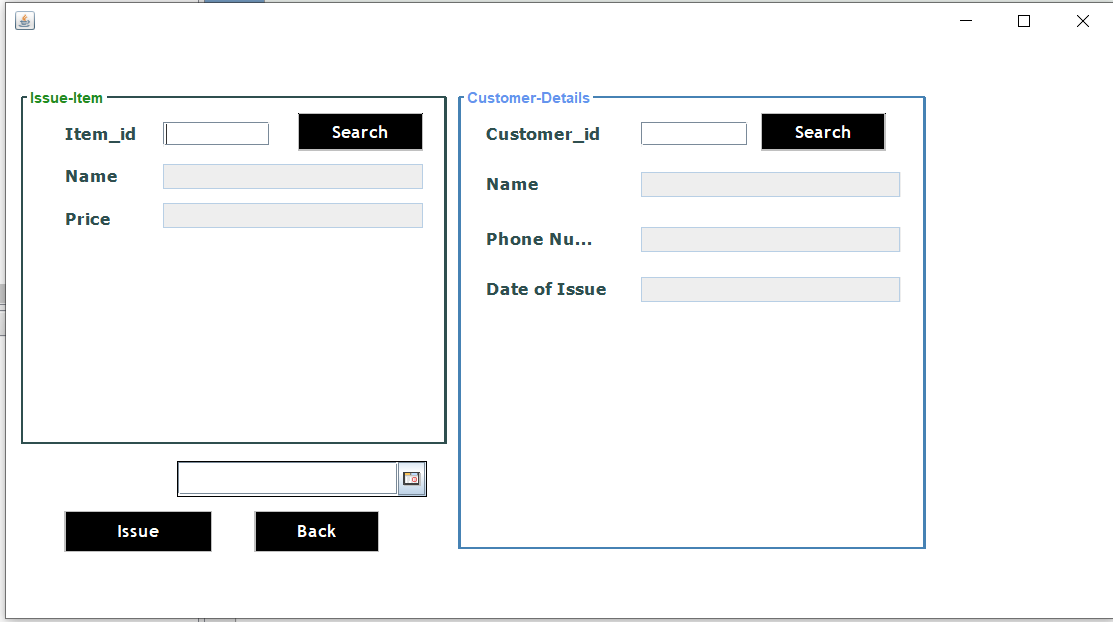 Issue-Item
Item_id
Search
Name
Price
Customer-Details
Customer_id
Search
Name
Phone Nu...
Date of Issue
Issue
Back